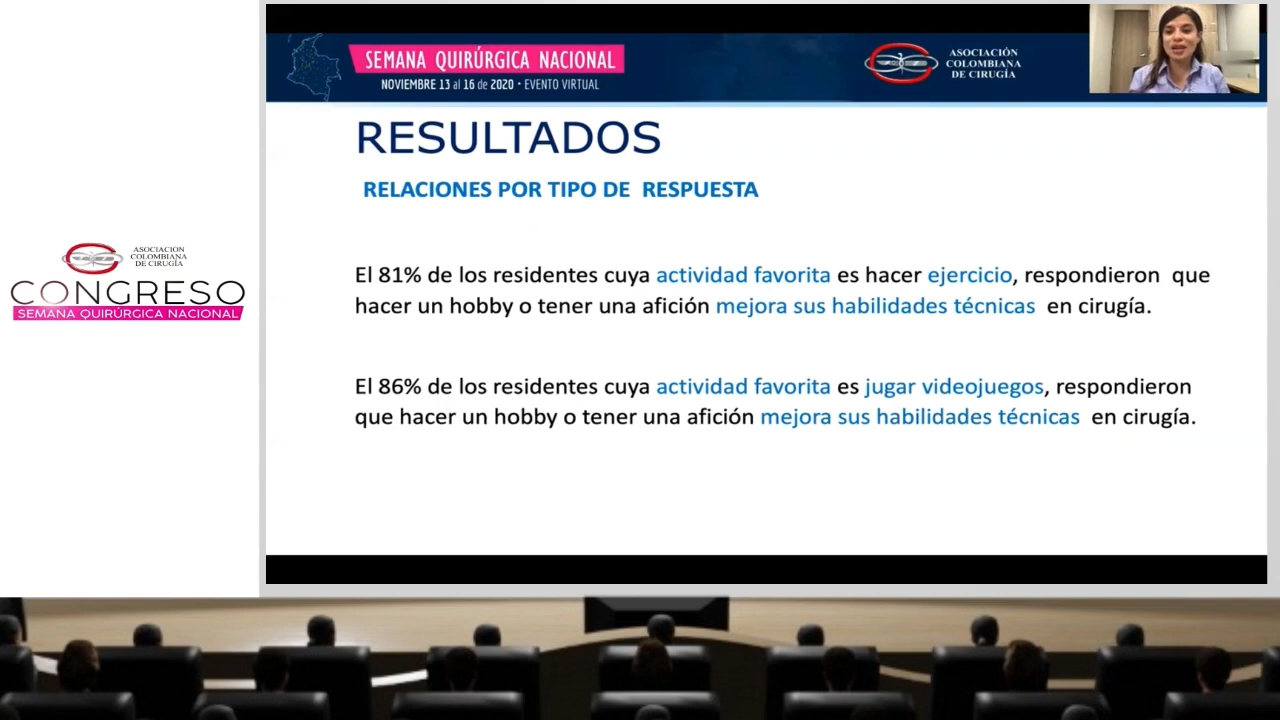 SEMANA QUIRÚRGICA NACIONAL
NOVIEMBRE 13 al 16 de 2020 • EVENTO VIRTUAL
ASOCIACIÓN
COLOMBIANA
DE CIRUGÍA
RESULTADOS
RELACIONES POR TIPO DE RESPUESTA
El 81% de los residentes cuya actividad favorita es hacer ejercicio, respondieron que
hacer un hobby o tener una afición mejora sus habilidades técnicas en cirugía.
El 86% de los residentes cuya actividad favorita es jugar videojuegos, respondieron
que hacer un hobby o tener una afición mejora sus habilidades técnicas en cirugía.
ASOCIACIÓN
COLOMBIANA
DE CIRUGÍA
CONGRESO
SEMANA QUIRÚRGICA NACIONAL